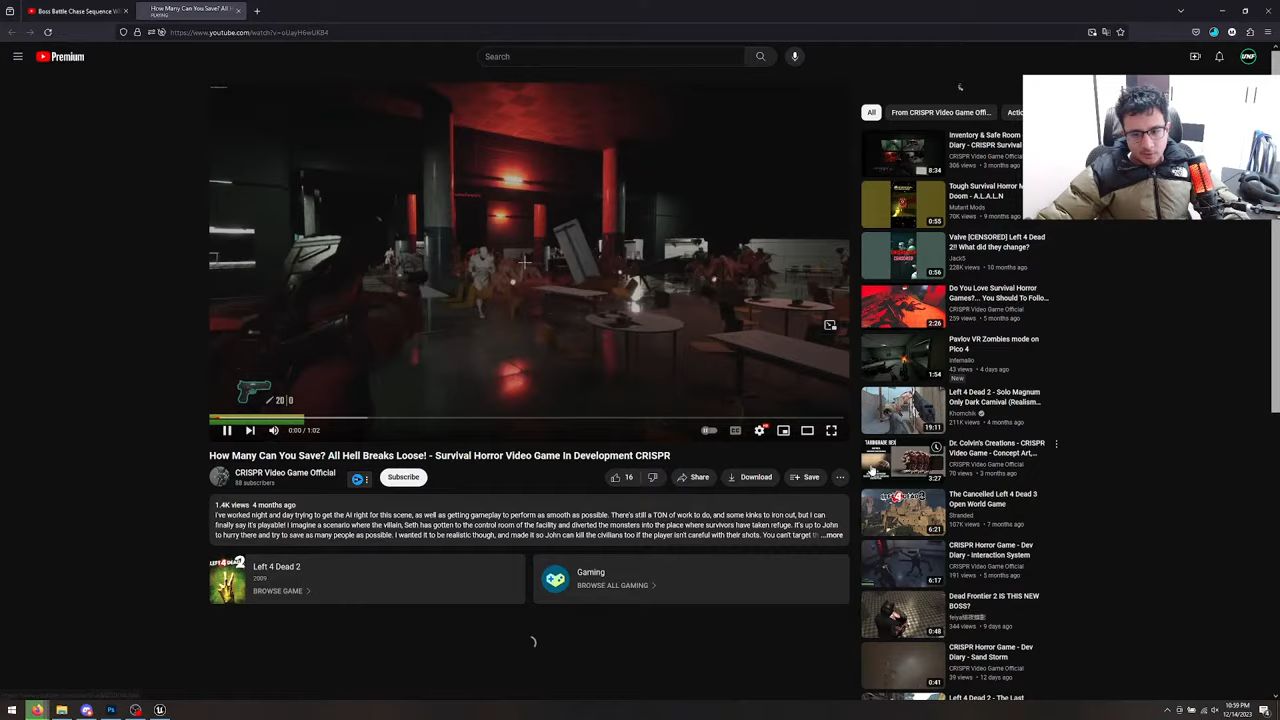 Boss Battle Chase Sequence W
How Many Can You Save? All H
PLAYING
https://www.youtube.com/watch?v=oUayH6wUKB4
Premium
Search
All
From CRISPR Video Game Offi...
Inventory & Safe Room
Diary - CRISPR Survival
CRISPR Video Game Official
306 views • 3 months ago
8:34
Tough Survival Horror M
Doom - A.L.A.L.N
Mutant Mods
70K views • 9 months ago
0:55
Valve [CENSORED] Left 4 Dead
2!! What did they change?
Jack5
228K views • 10 months ago
0:56
Do You Love Survival Horror
Games?... You Should To Follo...
CRISPR Video Game Official
259 views • 5 months ago
2:26
Pavlov VR Zombies mode on
Pico 4
Infernalio
43 views • 4 days ago
New
1:54
Left 4 Dead 2 - Solo Magnum
Only Dark Carnival (Realism...
Khomchik
211K views • 4 months ago
19:11
Dr. Colvin's Creations - CRISPR
Video Game - Concept Art,...
CRISPR Video Game Official
70 views • 3 months ago
3:27
The Cancelled Left 4 Dead 3
Open World Game
Stranded
107K views • 7 months ago
6:21
CRISPR Horror Game - Dev
Diary - Interaction System
CRISPR Video Game Official
191 views • 5 months ago
6:17
Dead Frontier 2 IS THIS NEW
BOSS?
344 views • 9 days ago
0:48
CRISPR Horror Game - Dev
Diary - Sand Storm
CRISPR Video Game Official
39 views • 12 days ago
0:41
Left 4 Dead 2 - The Last
20|0
0:00 / 1:02
How Many Can You Save? All Hell Breaks Loose! - Survival Horror Video Game In Development CRISPR
CRISPR Video Game Official
88 subscribers
Subscribe
16
Share
Download
Save
1.4K views 4 months ago
I've worked night and day trying to get the AI right for this scene, as well as getting gameplay to perform as smooth as possible. There's still a TON of work to do, and some kinks to iron out, but I can
finally say it's playable! I imagine a scenario where the villain, Seth has gotten to the control room of the facility and diverted the monsters into the place where survivors have taken refuge. It's up to John
to hurry there and try to save as many people as possible. I wanted it to be realistic though, and made it so John can kill the civilians too if the player isn't careful with their shots. You can't target th ...more
Left 4 Dead 2
2009
BROWSE GAME
Gaming
BROWSE ALL GAMING
10:59 PM
12/14/2023